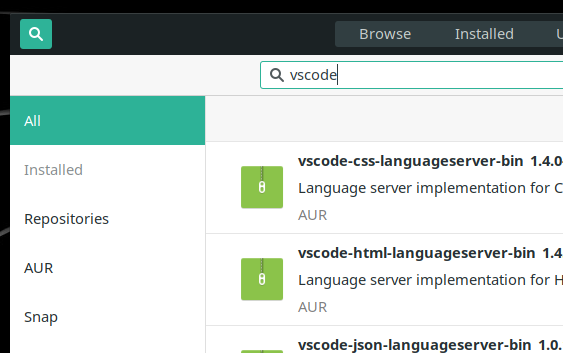 Browse Installed
vscode
All
Installed
Repositories
AUR
Snap
vscode-css-languageserver-bin 1.4.0
Language server implementation for C
AUR
vscode-html-languageserver-bin 1.4
Language server implementation for H
AUR
vscode-json-languageserver-bin 1.0.